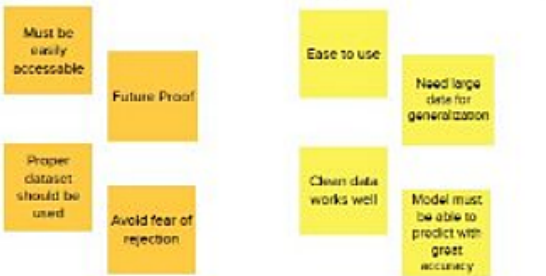 Must be
easily
accessable
Future Proof
Proper
dataset
should be
used
Avoid fear of
rejection
Ease to use
Need large
data for
generalization
Clean data
works well
Model must
be able to
predict with
great
accuracy